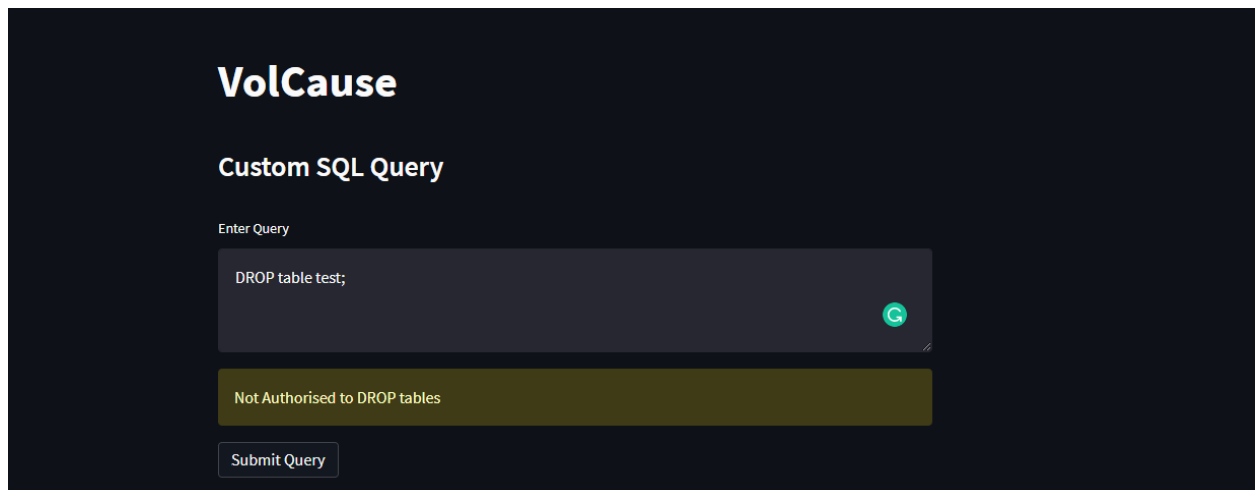 VolCause
Custom SQL Query
Enter Query
DROP table test;
Not Authorised to DROP tables
Submit Query